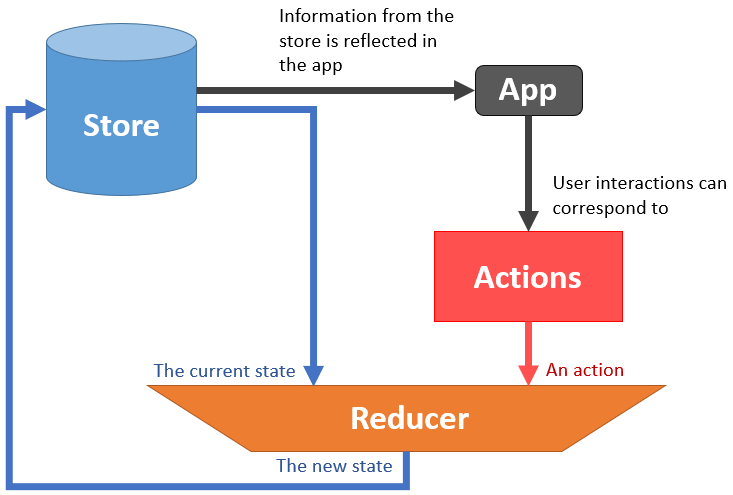 Information from the
store is reflected in
the app
App
Store
User interactions can
correspond to
Actions
The current state
An action
Reducer
The new state